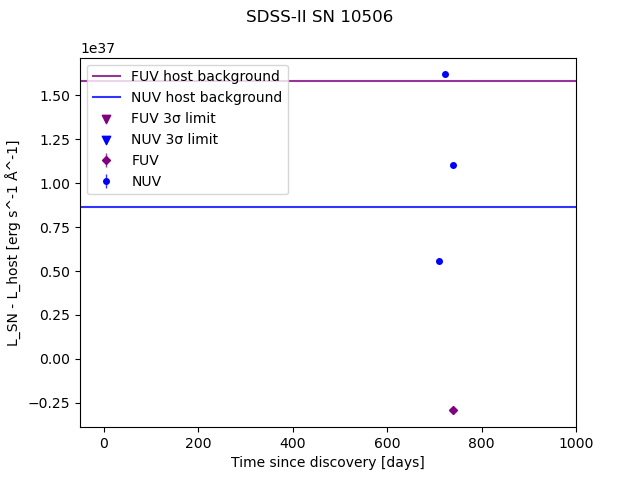 SDSS-II SN 10506
1e37
FUV host background
NUV host background
FUV 3σ limit
NUV 3σ limit
FUV
NUV
1.50
1.25
1.00
0.75
0.50
0.25
0.00
−0.25
L_SN - L_host [erg s^-1 Å^-1]
0 200 400 600 800 1000
Time since discovery [days]